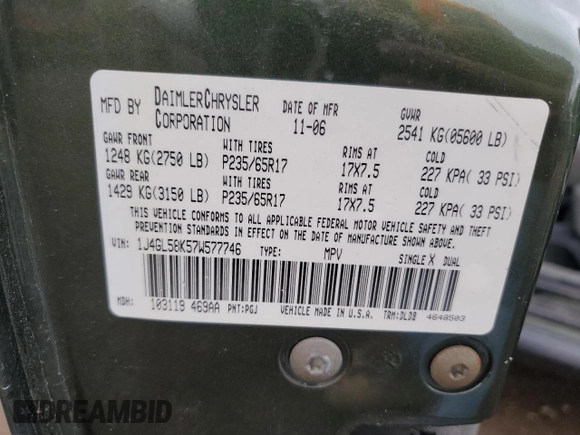 MFD BY DAIMLERCHRYSLER CORPORATION DATE OF MFR 11-06 GVWR 2541 KG(05600 LB)
GAWR FRONT WITH TIRES RIMS AT COLD
1248 KG(2750 LB) P235/65R17 17X7.5 227 KPA( 33 PSI)
GAWR REAR WITH TIRES RIMS AT COLD
1429 KG(3150 LB) P235/65R17 17X7.5 227 KPA( 33 PSI)
THIS VEHICLE CONFORMS TO ALL APPLICABLE FEDERAL MOTOR VEHICLE SAFETY AND THEFT
PREVENTION STANDARDS IN EFFECT ON THE DATE OF MANUFACTURE SHOWN ABOVE.
VIN: 1J4GL58K57W577746 TYPE: MPV SINGLE X DUAL
MDH: 103119 469AA PNT:PGJ VEHICLE MADE IN U.S.A. TRM:DLDB 4648503
DREAMBID